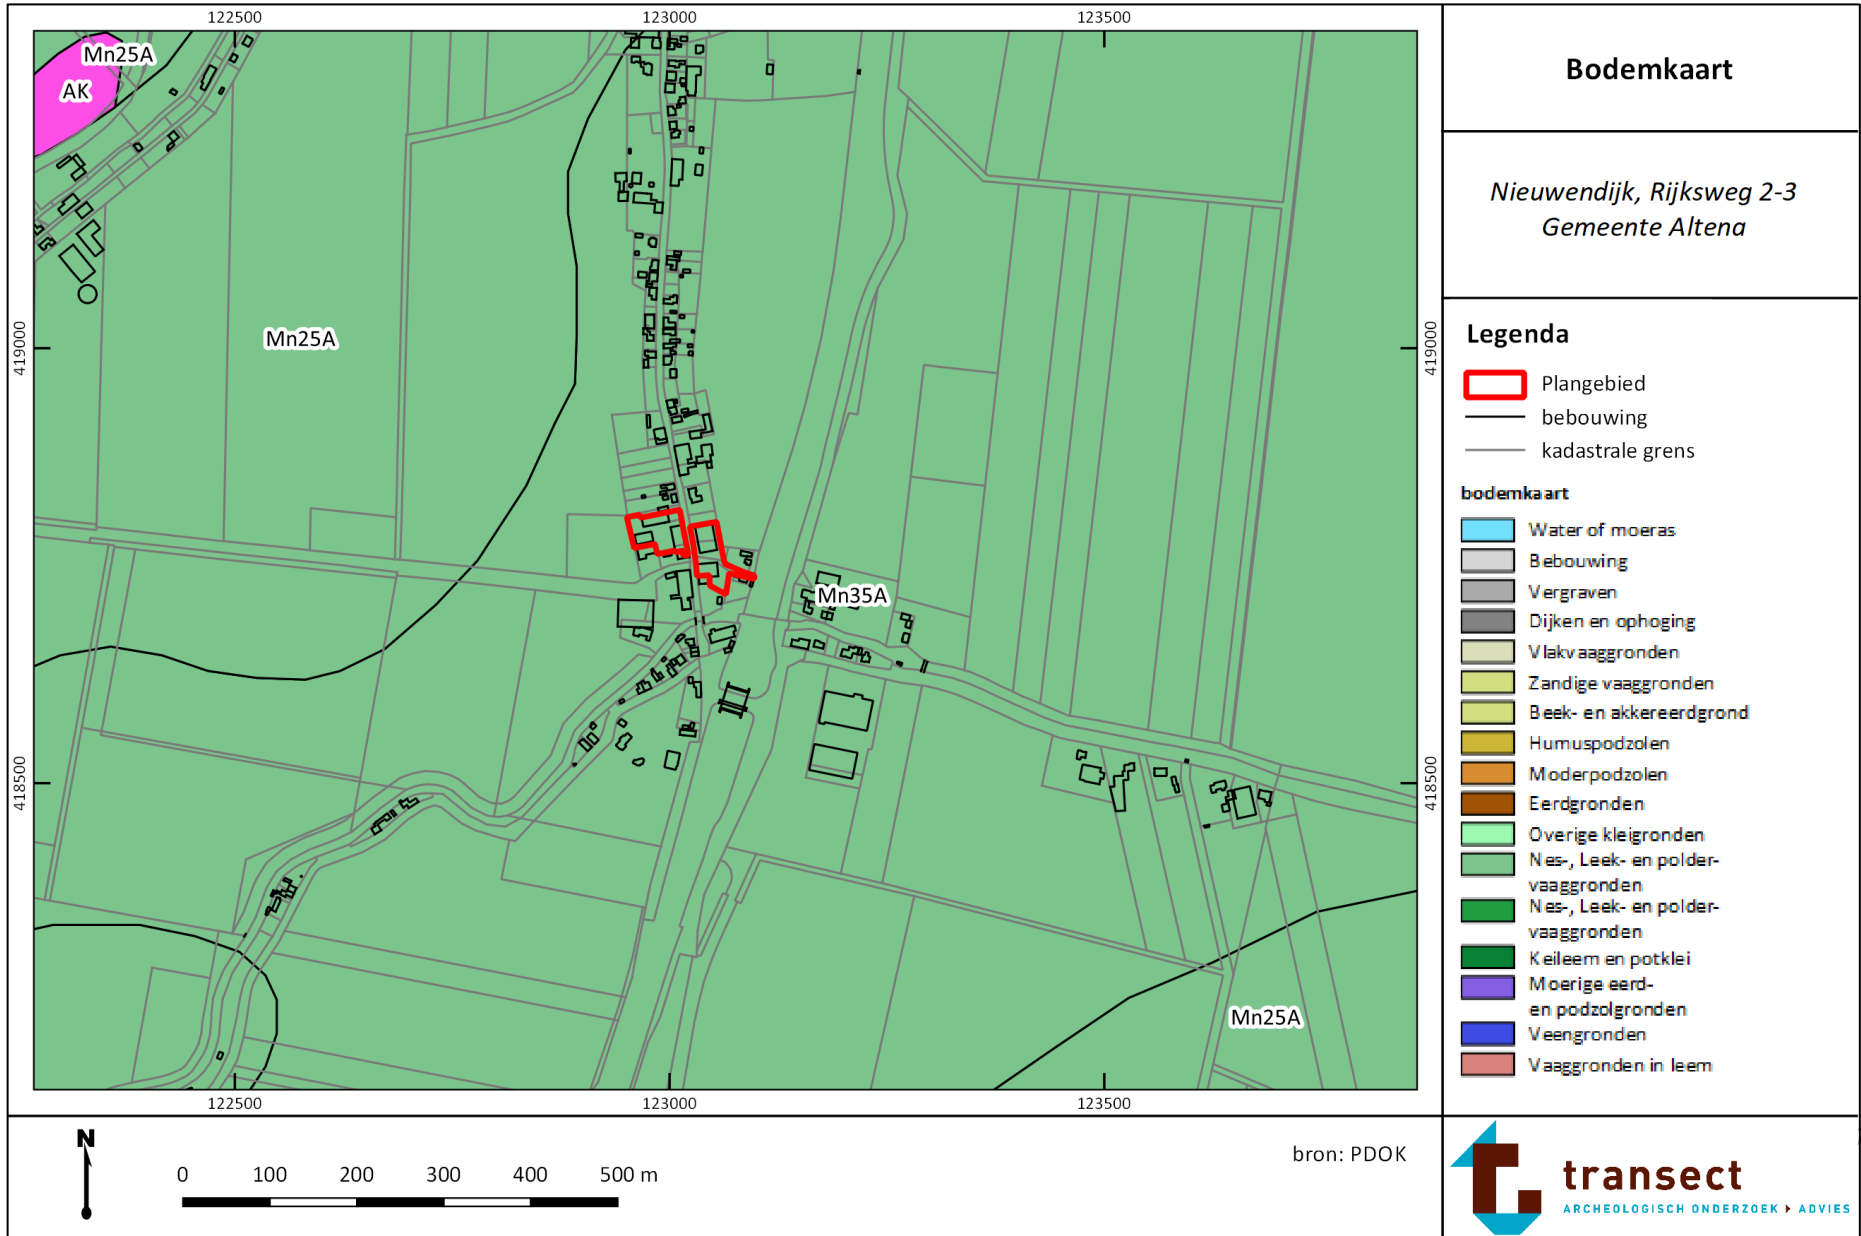 122500 123000 123500
Mn25A
AK
Mn25A
419000 419000
Mn35A
418500 418500
Mn25A
122500 123000 123500
N
0 100 200 300 400 500 m
bron: PDOK
Bodemkaart
Nieuwendijk, Rijksweg 2-3
Gemeente Altena
Legenda
Plangebied
bebouwing
kadastrale grens
bodemkaart
Water of moeras
Bebouwing
Vergraven
Dijken en ophoging
Vlakvaaggronden
Zandige vaaggronden
Beek- en akkereerdgrond
Humuspodzolen
Moderpodzolen
Eerdgronden
Overige kleigronden
Nes-, Leek- en polder-
vaaggronden
Nes-, Leek- en polder-
vaaggronden
Keileem en potklei
Moerige eerd-
en podzolgronden
Veengronden
Vaaggronden in leem
transect
ARCHEOLOGISCH ONDERZOEK ▸ ADVIES